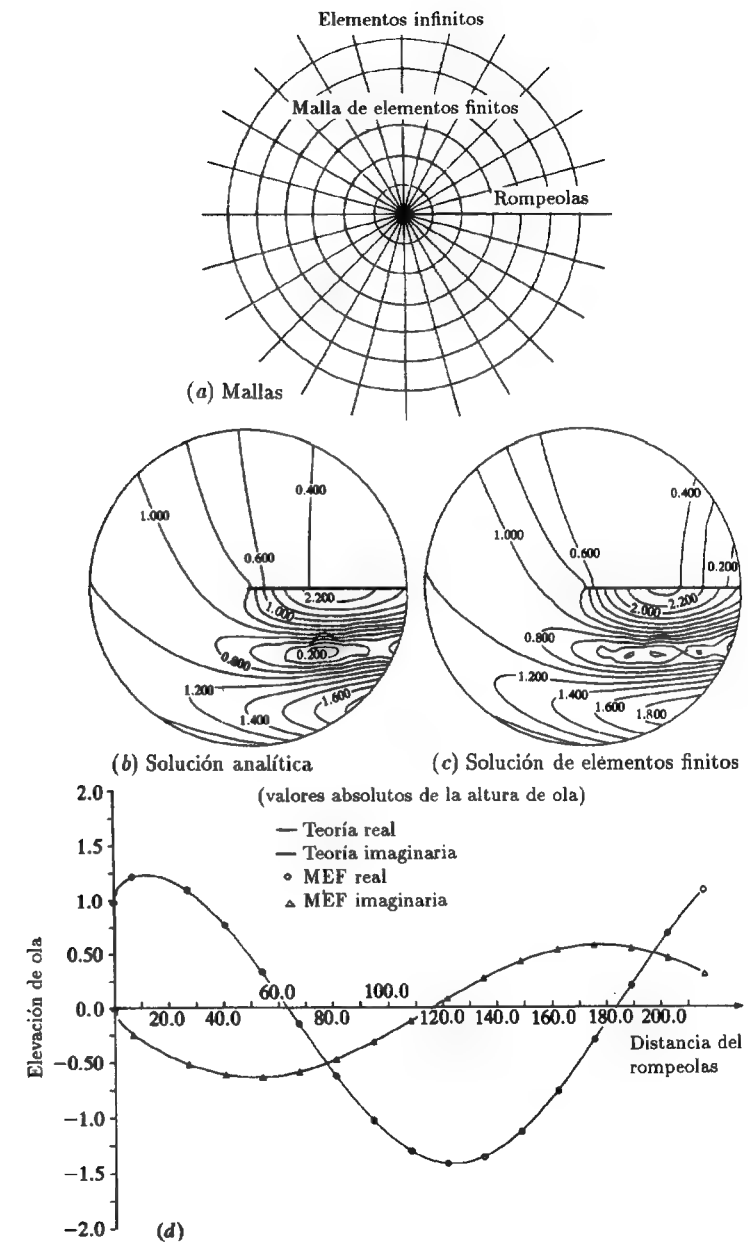 Elementos infinitos
Malla de elementos finitos
Rompeolas
(a) Mallas
0.400
1.000
0.600
2.200
1.000
0.800
0.200
1.200
1.600
1.400
0.400
1.000
0.600
0.200
2.000
2.200
0.800
1.200
1.400
1.600
1.800
(b) Solución analítica
(c) Solución de elementos finitos
(valores absolutos de la altura de ola)
Teoría real
Teoría imaginaria
MEF real
MEF imaginaria
Elevación de ola
2.0
1.5
1.0
0.50
0.0
−0.50
−1.0
−1.5
−2.0
20.0
40.0
60.0
80.0
100.0
120.0
140.0
160.0
180.0
200.0
Distancia del
rompeolas
(d)